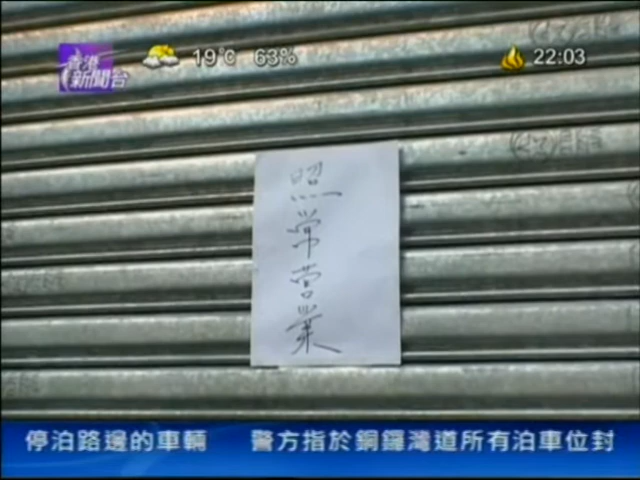 香港
新聞台
19℃ 63%
22:03
照常营業
停泊路邊的車輛 警方指於銅鑼灣道所有泊車位封